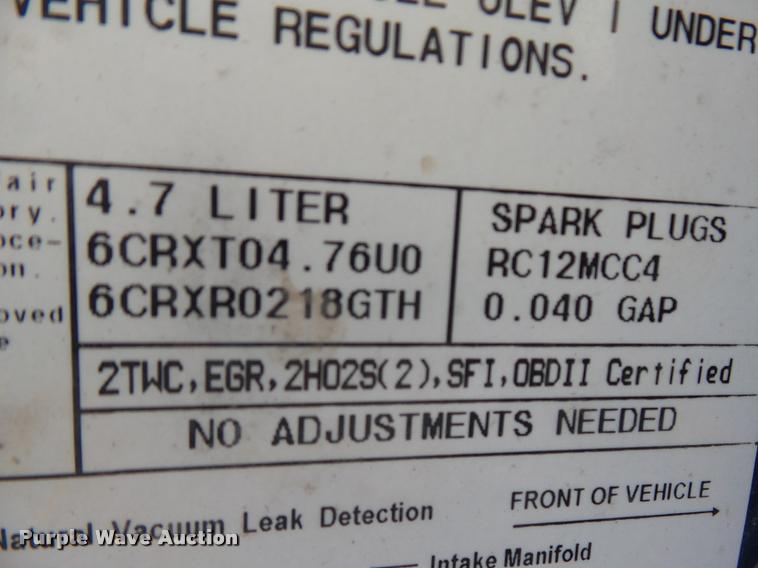 VEHICLE ULEV I UNDER
REGULATIONS.
air
ory.
oce-
on.
oved
e
4.7 LITER
6CRXT04.76U0
6CRXR0218GTH
SPARK PLUGS
RC12MCC4
0.040 GAP
2TWC,EGR,2HO2S(2),SFI,OBDII Certified
NO ADJUSTMENTS NEEDED
Natural Vacuum Leak Detection
FRONT OF VEHICLE
Intake Manifold
Purple Wave Auction